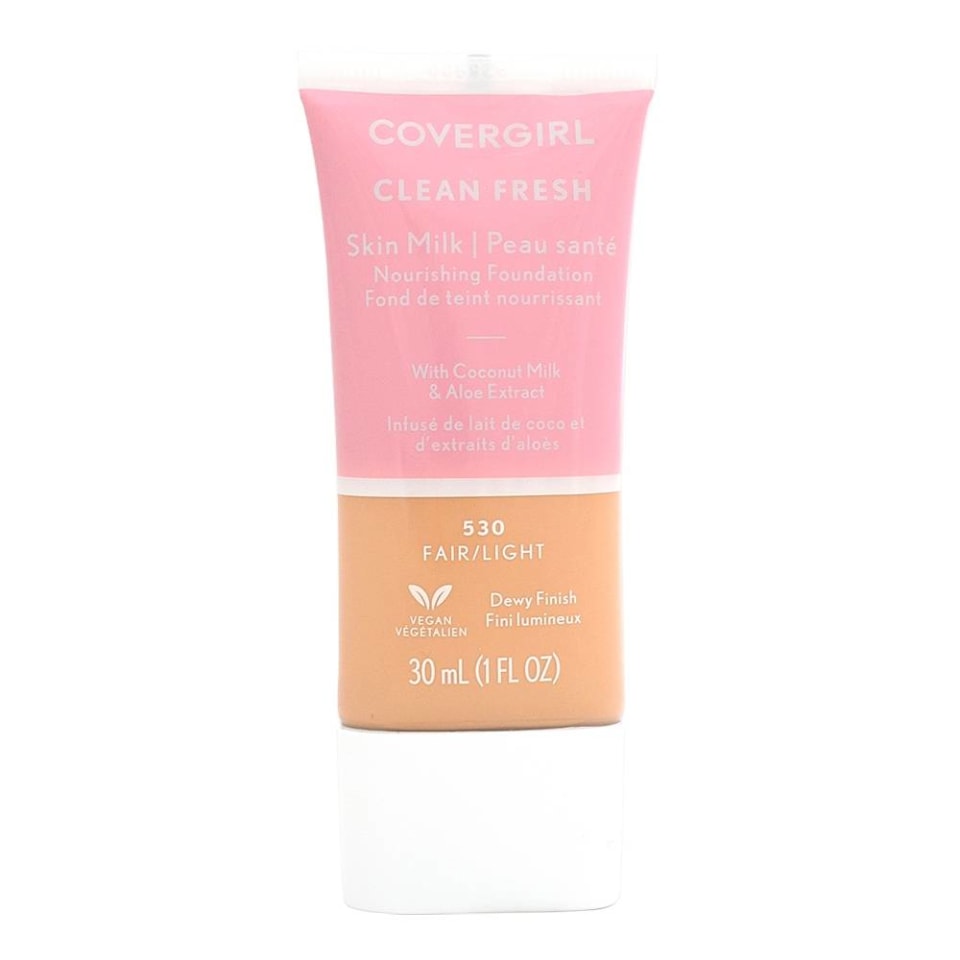 COVERGIRL
CLEAN FRESH
Skin Milk | Peau santé
Nourishing Foundation
Fond de teint nourrissant
With Coconut Milk
& Aloe Extract
Infusé de lait de coco et
d'extraits d'aloès
530
FAIR/LIGHT
VEGAN
VÉGÉTALIEN
Dewy Finish
Fini lumineux
30 mL (1 FL OZ)